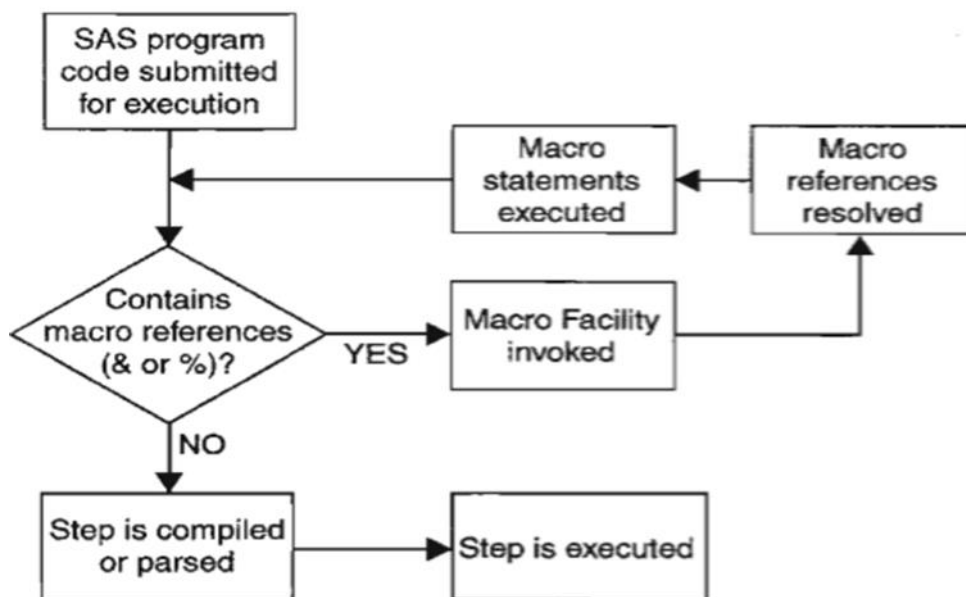 SAS program
code submitted
for execution
Macro
statements
executed
Macro
references
resolved
Contains
macro references
(& or %)?
YES
Macro Facility
invoked
NO
Step is compiled
or parsed
Step is executed